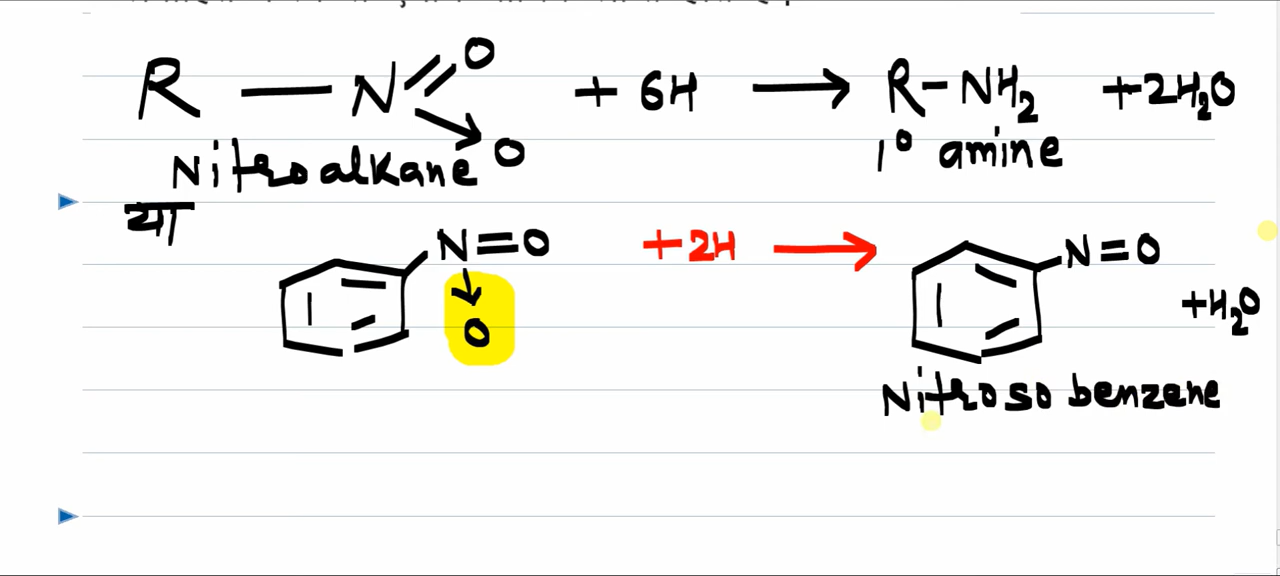 R — N=O → O + 6H → R-NH₂ + 2H₂O
Nitroalkane 1° amine
या
N=O → O +2H → N=O +H₂O
Nitroso benzene